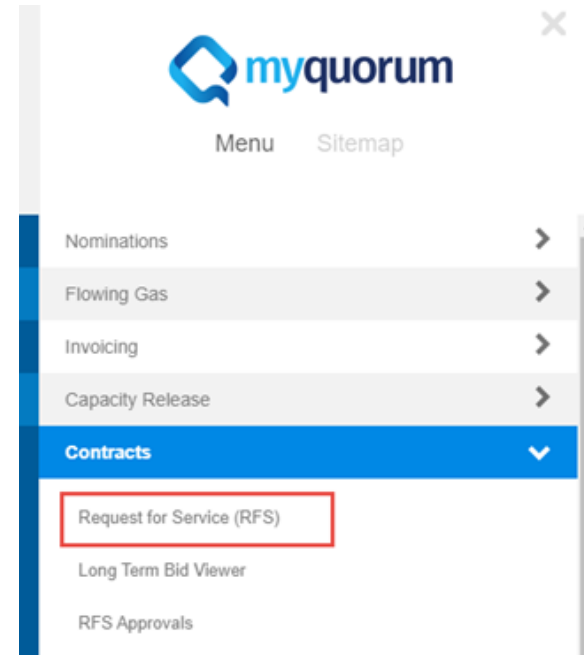 myquorum
Menu Sitemap
Nominations
Flowing Gas
Invoicing
Capacity Release
Contracts
Request for Service (RFS)
Long Term Bid Viewer
RFS Approvals